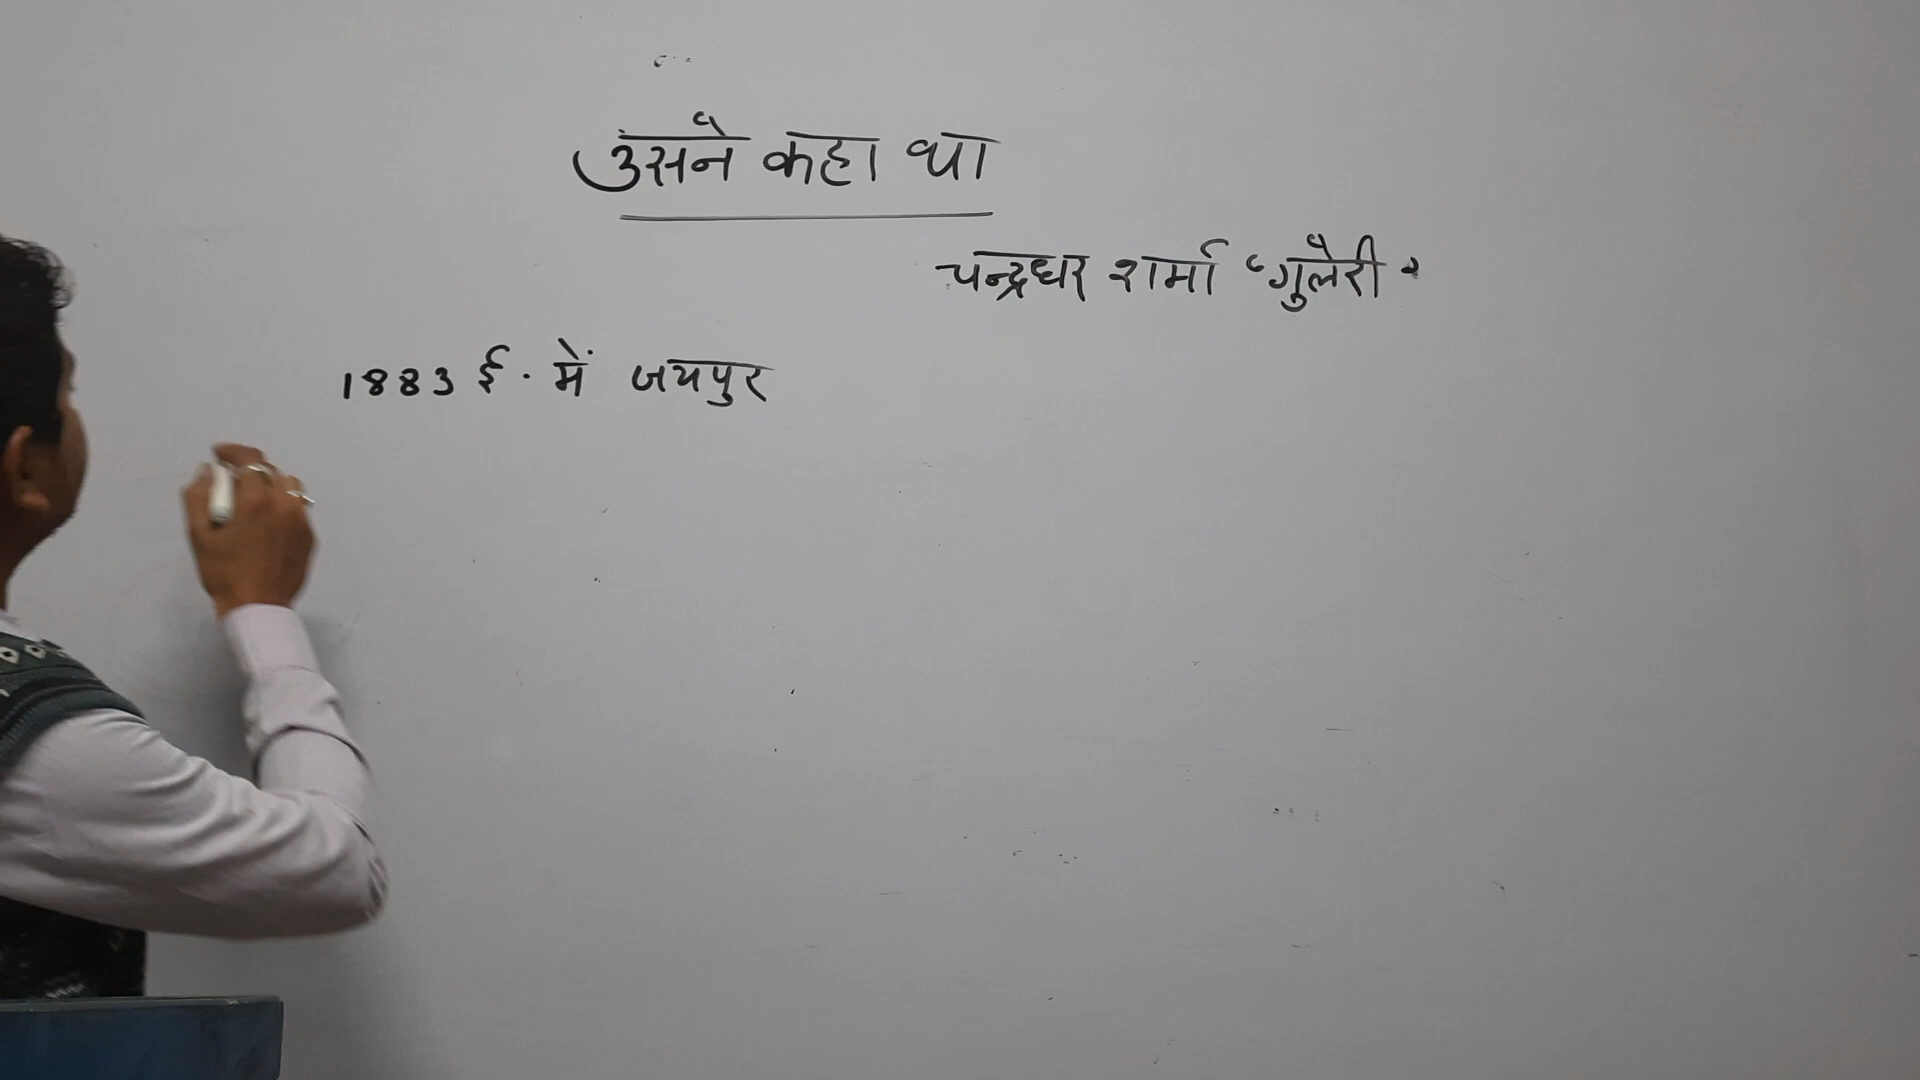 उसने कहा था
चन्द्रधर शर्मा 'गुलेरी'
1883 ई. में जयपुर